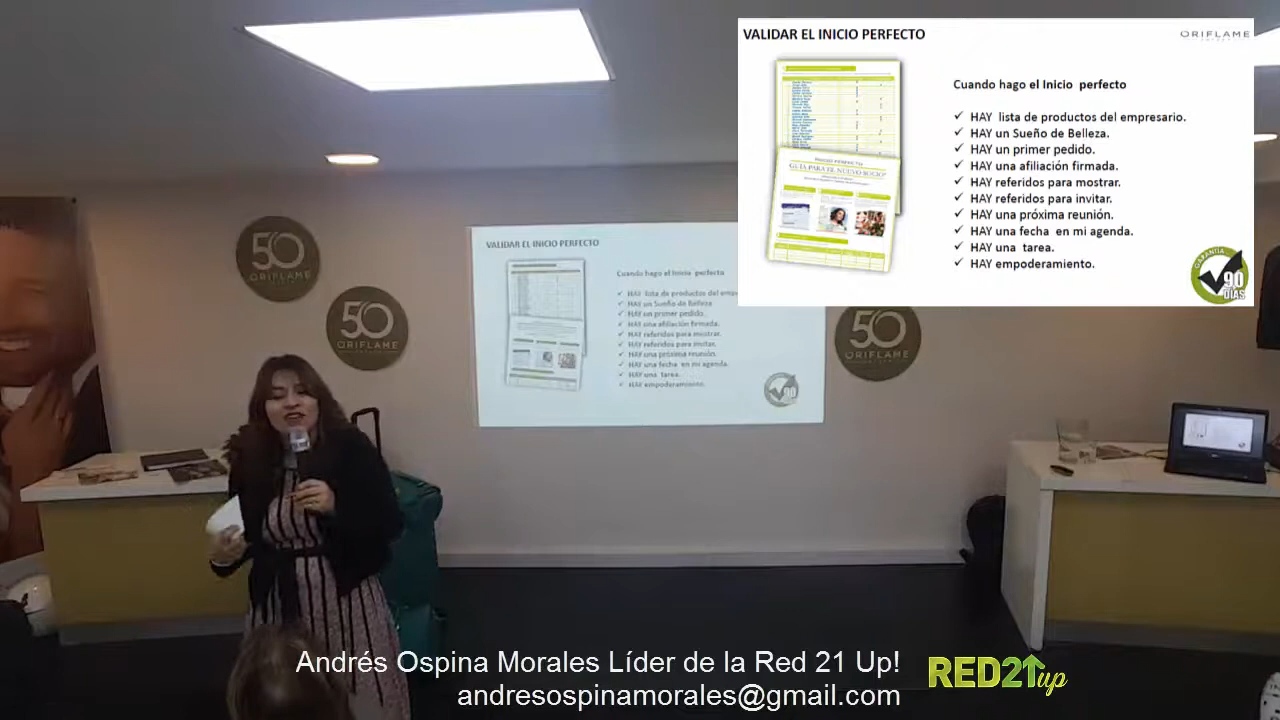 VALIDAR EL INICIO PERFECTO
ORIFLAME
Cuando hago el Inicio perfecto
✓ HAY lista de productos del empresario.
✓ HAY un Sueño de Belleza.
✓ HAY un primer pedido.
✓ HAY una afiliación firmada.
✓ HAY referidos para mostrar.
✓ HAY referidos para invitar.
✓ HAY una próxima reunión.
✓ HAY una fecha en mi agenda.
✓ HAY una tarea.
✓ HAY empoderamiento.
INICIO PERFECTO
GUÍA PARA EL NUEVO SOCIO
GARANTIA
90
DÍAS
50
ORIFLAME
50
ORIFLAME
50
ORIFLAME
VALIDAR EL INICIO PERFECTO
Cuando hago el Inicio perfecto
✓ HAY lista de productos del empre
✓ HAY un Sueño de Belleza
✓ HAY un primer pedido.
✓ HAY una afiliación firmada.
✓ HAY referidos para mostrar.
✓ HAY referidos para invitar.
✓ HAY una próxima reunión.
✓ HAY una fecha en mi agenda.
✓ HAY una tarea.
✓ HAY empoderamiento.
90
Andrés Ospina Morales Líder de la Red 21 Up!
andresospinamorales@gmail.com
RED21up